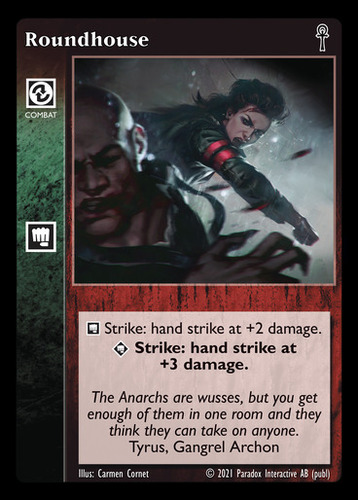 Roundhouse
COMBAT
Strike: hand strike at +2 damage.
Strike: hand strike at
+3 damage.
The Anarchs are wusses, but you get
enough of them in one room and they
think they can take on anyone.
Tyrus, Gangrel Archon
Illus: Carmen Cornet © 2021 Paradox Interactive AB (publ)